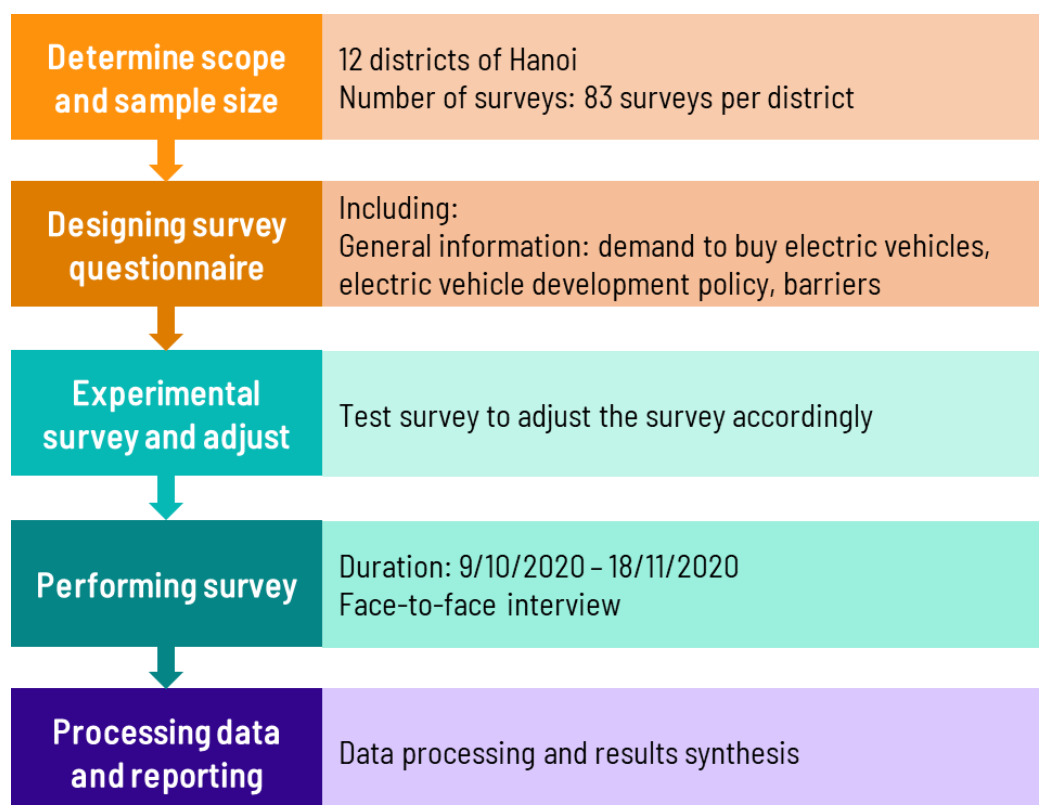 Determine scope
and sample size
12 districts of Hanoi
Number of surveys: 83 surveys per district
Designing survey
questionnaire
Including:
General information: demand to buy electric vehicles,
electric vehicle development policy, barriers
Experimental
survey and adjust
Test survey to adjust the survey accordingly
Performing survey
Duration: 9/10/2020 – 18/11/2020
Face-to-face interview
Processing data
and reporting
Data processing and results synthesis